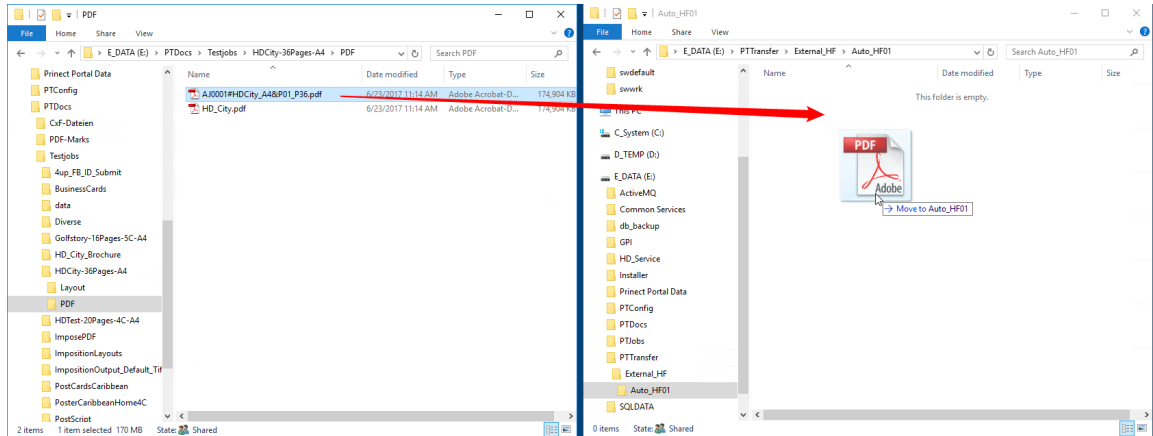 PDF
File Home Share View
E_DATA (E:) > PTDocs > Testjobs > HDCity-36Pages-A4 > PDF
Search PDF
Prinect Portal Data
PTConfig
PTDocs
CxF-Dateien
PDF-Marks
Testjobs
4up_FB_ID_Submit
BusinessCards
data
Diverse
Golfstory-16Pages-5C-A4
HD_City_Brochure
HDCity-36Pages-A4
Layout
PDF
HDTest-20Pages-4C-A4
ImposePDF
ImpositionLayouts
ImpositionOutput_Default_Tif
PostCardsCaribbean
PosterCaribbeanHome4C
PostScript
Name Date modified Type Size
AJ0001#HDCity_A4&P01_P36.pdf 6/23/2017 11:14 AM Adobe Acrobat-D... 174,904 KB
HD_City.pdf 6/23/2017 11:14 AM Adobe Acrobat-D... 174,904 KB
2 items 1 item selected 170 MB State: Shared
Auto_HF01
File Home Share View
E_DATA (E:) > PTTransfer > External_HF > Auto_HF01
Search Auto_HF01
swdefault
swwrk
This PC
C_System (C:)
D_TEMP (D:)
E_DATA (E:)
ActiveMQ
Common Services
db_backup
GPI
HD_Service
Installer
Prinect Portal Data
PTConfig
PTDocs
PTJobs
PTTransfer
External_HF
Auto_HF01
SQLDATA
Name Date modified Type Size
This folder is empty.
PDF
Adobe
Move to Auto_HF01
0 items State: Shared